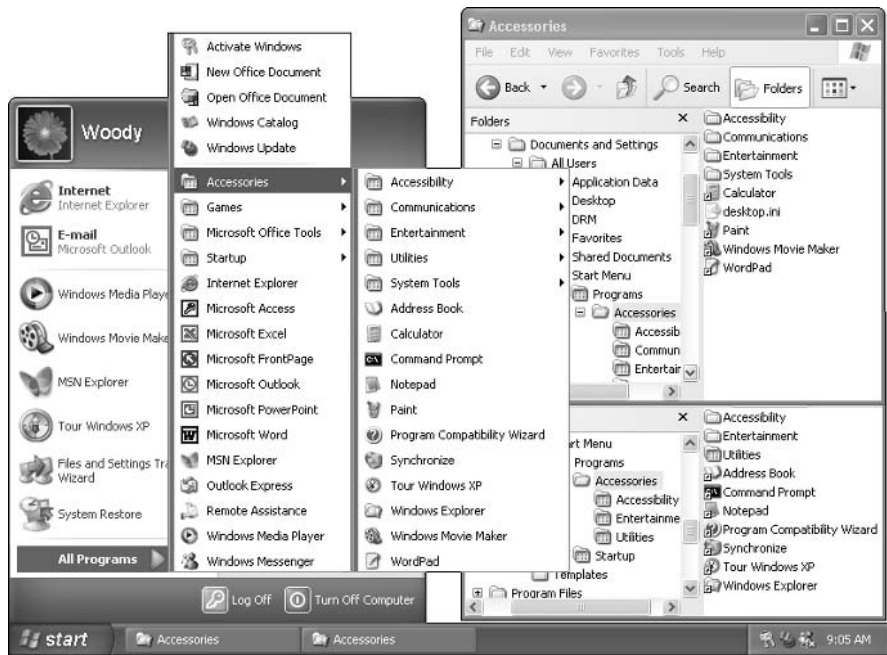 Woody
Internet
Internet Explorer
E-mail
Microsoft Outlook
Windows Media Playe
Windows Movie Make
MSN Explorer
Tour Windows XP
Files and Settings Tra
Wizard
System Restore
All Programs
Activate Windows
New Office Document
Open Office Document
Windows Catalog
Windows Update
Accessories
Games
Microsoft Office Tools
Startup
Internet Explorer
Microsoft Access
Microsoft Excel
Microsoft FrontPage
Microsoft Outlook
Microsoft PowerPoint
Microsoft Word
MSN Explorer
Outlook Express
Remote Assistance
Windows Media Player
Windows Messenger
Accessibility
Communications
Entertainment
Utilities
System Tools
Address Book
Calculator
Command Prompt
Notepad
Paint
Program Compatibility Wizard
Synchronize
Tour Windows XP
Windows Explorer
Windows Movie Maker
WordPad
Log Off
Turn Off Computer
Accessories
File Edit View Favorites Tools Help
Back
Search
Folders
Folders
Documents and Settings
All Users
Application Data
Desktop
DRM
Favorites
Shared Documents
Start Menu
Programs
Accessories
Accessib
Commun
Entertair
Accessibility
Communications
Entertainment
System Tools
Calculator
desktop.ini
Paint
Windows Movie Maker
WordPad
rt Menu
Programs
Accessories
Accessibility
Entertainme
Utilities
Startup
Templates
Program Files
Accessibility
Entertainment
Utilities
Address Book
Command Prompt
Notepad
Program Compatibility Wizard
Synchronize
Tour Windows XP
Windows Explorer
start
Accessories
Accessories
9:05 AM